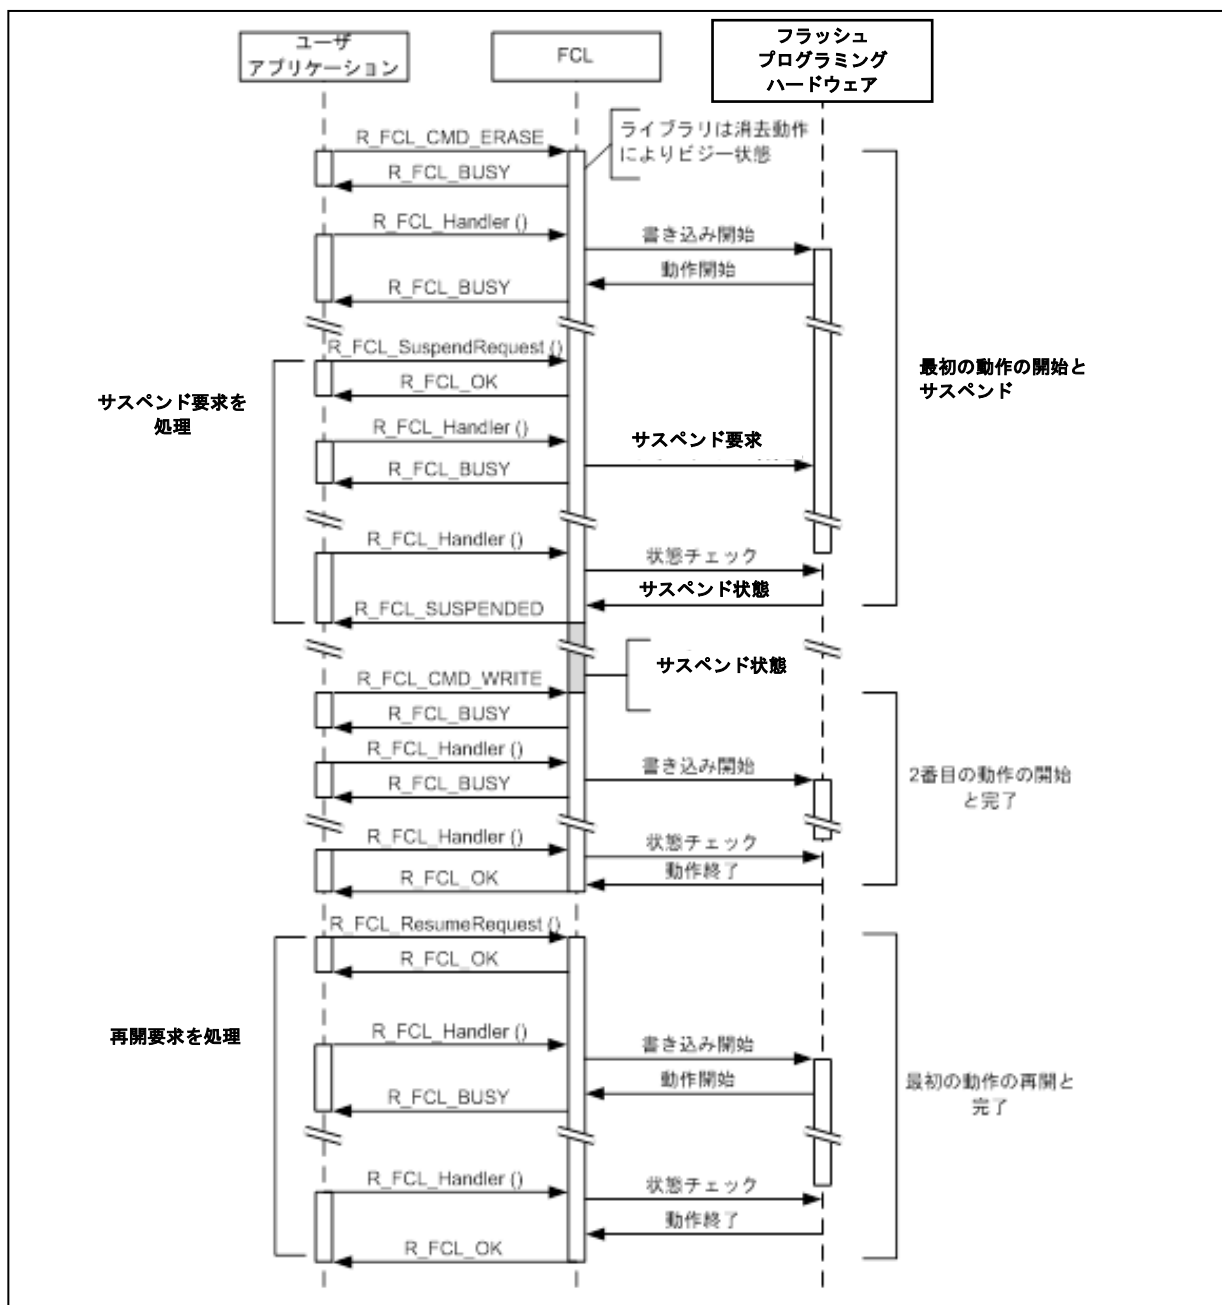 ユーザ
アプリケーション
FCL
フラッシュ
プログラミング
ハードウェア
R_FCL_CMD_ERASE
ライブラリは消去動作
によりビジー状態
R_FCL_BUSY
R_FCL_Handler ()
書き込み開始
動作開始
R_FCL_BUSY
R_FCL_SuspendRequest ()
最初の動作の開始と
サスペンド
R_FCL_OK
サスペンド要求を
処理
R_FCL_Handler ()
サスペンド要求
R_FCL_BUSY
R_FCL_Handler ()
状態チェック
サスペンド状態
R_FCL_SUSPENDED
サスペンド状態
R_FCL_CMD_WRITE
R_FCL_BUSY
R_FCL_Handler ()
書き込み開始
2番目の動作の開始
と完了
R_FCL_BUSY
R_FCL_Handler ()
状態チェック
動作終了
R_FCL_OK
R_FCL_ResumeRequest ()
R_FCL_OK
再開要求を処理
R_FCL_Handler ()
書き込み開始
動作開始
最初の動作の再開と
完了
R_FCL_BUSY
R_FCL_Handler ()
状態チェック
動作終了
R_FCL_OK